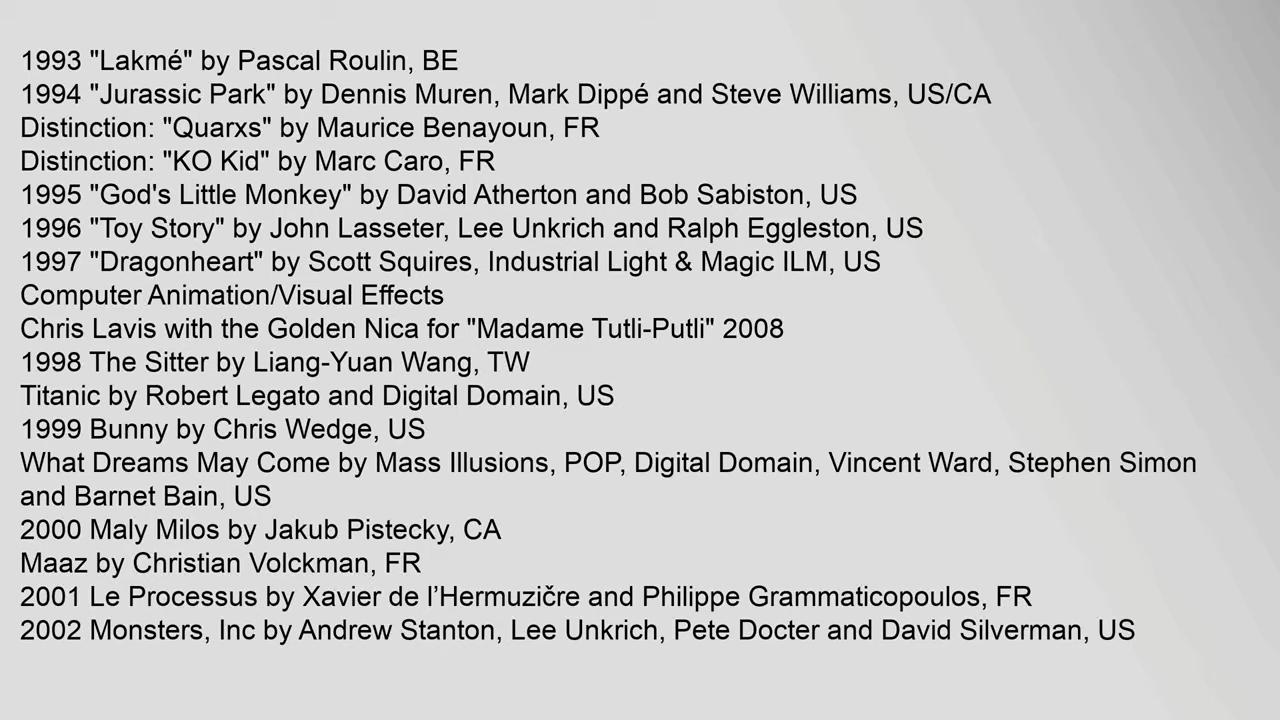 1993 "Lakmé" by Pascal Roulin, BE
1994 "Jurassic Park" by Dennis Muren, Mark Dippé and Steve Williams, US/CA
Distinction: "Quarxs" by Maurice Benayoun, FR
Distinction: "KO Kid" by Marc Caro, FR
1995 "God's Little Monkey" by David Atherton and Bob Sabiston, US
1996 "Toy Story" by John Lasseter, Lee Unkrich and Ralph Eggleston, US
1997 "Dragonheart" by Scott Squires, Industrial Light & Magic ILM, US
Computer Animation/Visual Effects
Chris Lavis with the Golden Nica for "Madame Tutli-Putli" 2008
1998 The Sitter by Liang-Yuan Wang, TW
Titanic by Robert Legato and Digital Domain, US
1999 Bunny by Chris Wedge, US
What Dreams May Come by Mass Illusions, POP, Digital Domain, Vincent Ward, Stephen Simon
and Barnet Bain, US
2000 Maly Milos by Jakub Pistecky, CA
Maaz by Christian Volckman, FR
2001 Le Processus by Xavier de l’Hermuzičre and Philippe Grammaticopoulos, FR
2002 Monsters, Inc by Andrew Stanton, Lee Unkrich, Pete Docter and David Silverman, US